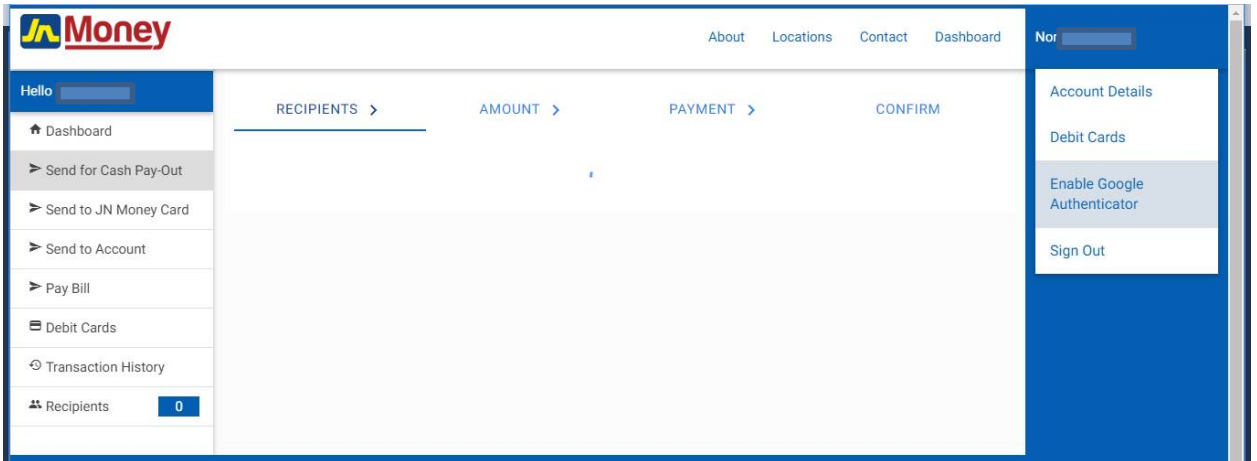 JN Money
About Locations Contact Dashboard
Nor
Hello
Dashboard
Send for Cash Pay-Out
Send to JN Money Card
Send to Account
Pay Bill
Debit Cards
Transaction History
Recipients 0
RECIPIENTS > AMOUNT > PAYMENT > CONFIRM
Account Details
Debit Cards
Enable Google
Authenticator
Sign Out